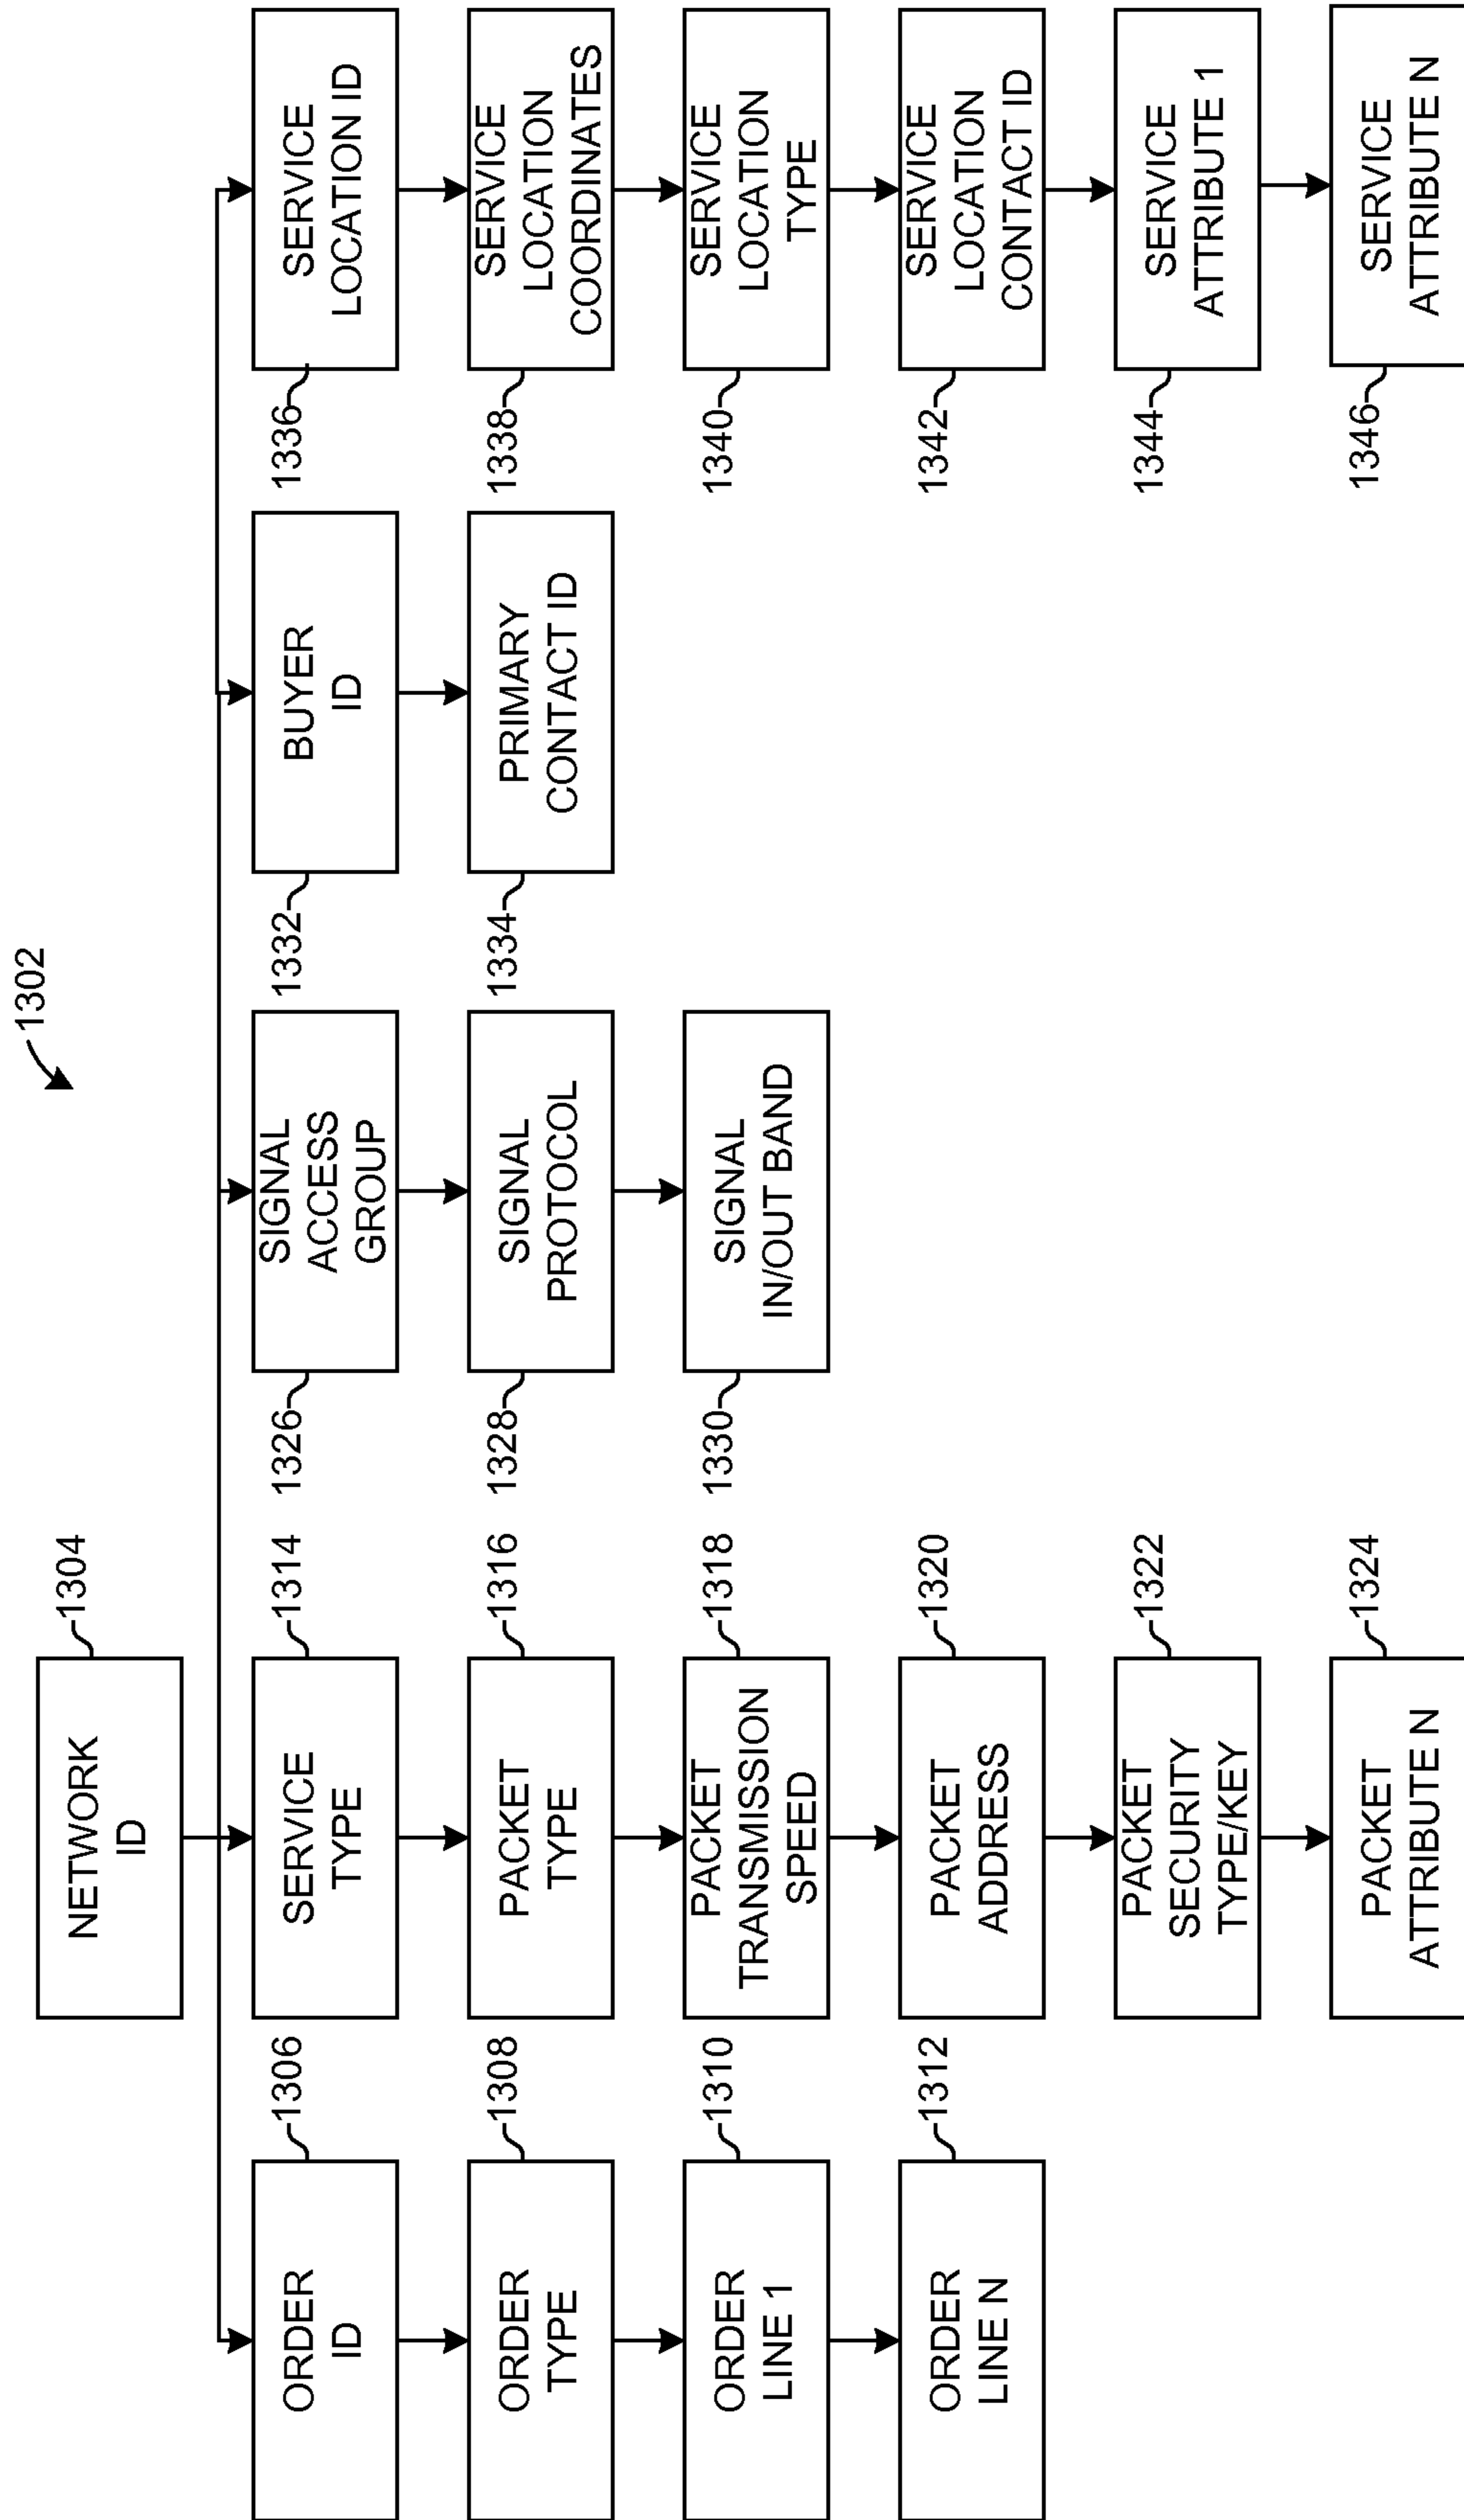 1302
NETWORK
ID
1304
ORDER
ID
1306
ORDER
TYPE
1308
ORDER
LINE 1
1310
ORDER
LINE N
1312
SERVICE
TYPE
1314
PACKET
TYPE
1316
PACKET
TRANSMISSION
SPEED
1318
PACKET
ADDRESS
1320
PACKET
SECURITY
TYPE/KEY
1322
PACKET
ATTRIBUTE N
1324
1326
SIGNAL
ACCESS
GROUP
1328
SIGNAL
PROTOCOL
1330
SIGNAL
IN/OUT BAND
1332
BUYER
ID
1334
PRIMARY
CONTACT ID
1336
SERVICE
LOCATION ID
1338
SERVICE
LOCATION
COORDINATES
1340
SERVICE
LOCATION
TYPE
1342
SERVICE
LOCATION
CONTACT ID
1344
SERVICE
ATTRIBUTE 1
1346
SERVICE
ATTRIBUTE N